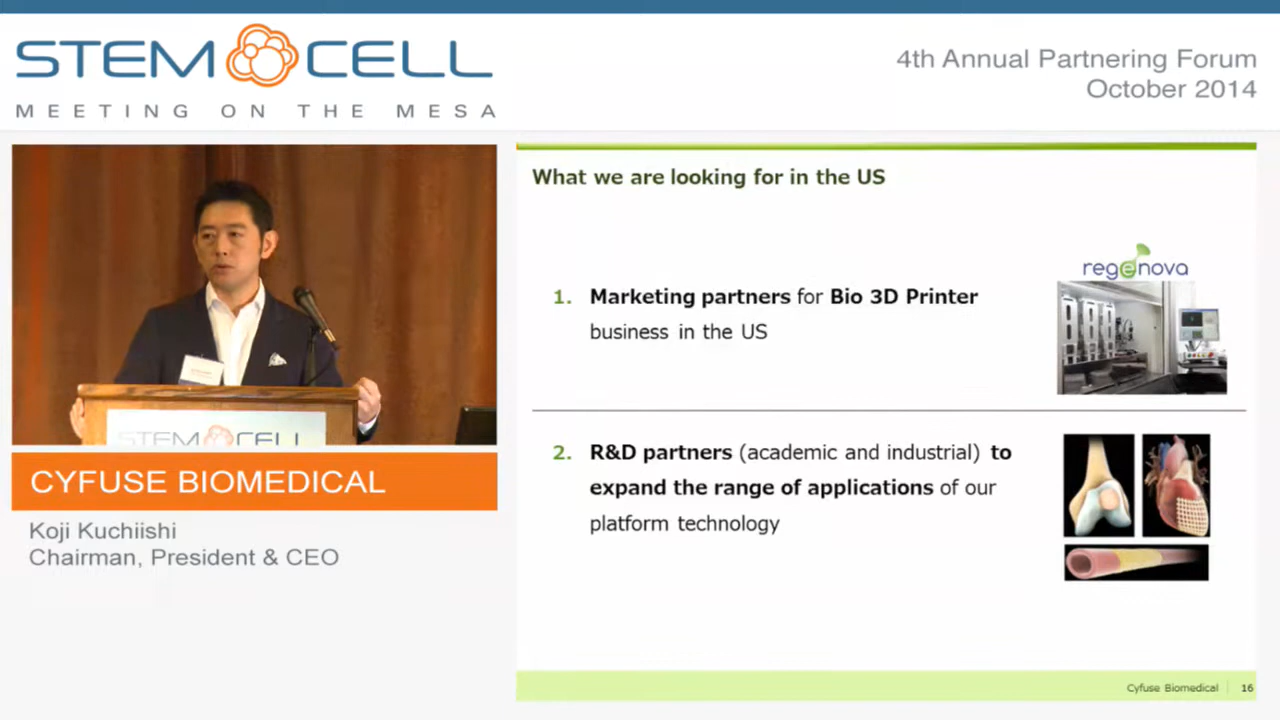 STEM CELL
MEETING ON THE MESA
4th Annual Partnering Forum
October 2014
STEM CELL
CYFUSE BIOMEDICAL
Koji Kuchiishi
Chairman, President & CEO
What we are looking for in the US
1. Marketing partners for Bio 3D Printer
business in the US
regenova
2. R&D partners (academic and industrial) to
expand the range of applications of our
platform technology
Cyfuse Biomedical 16